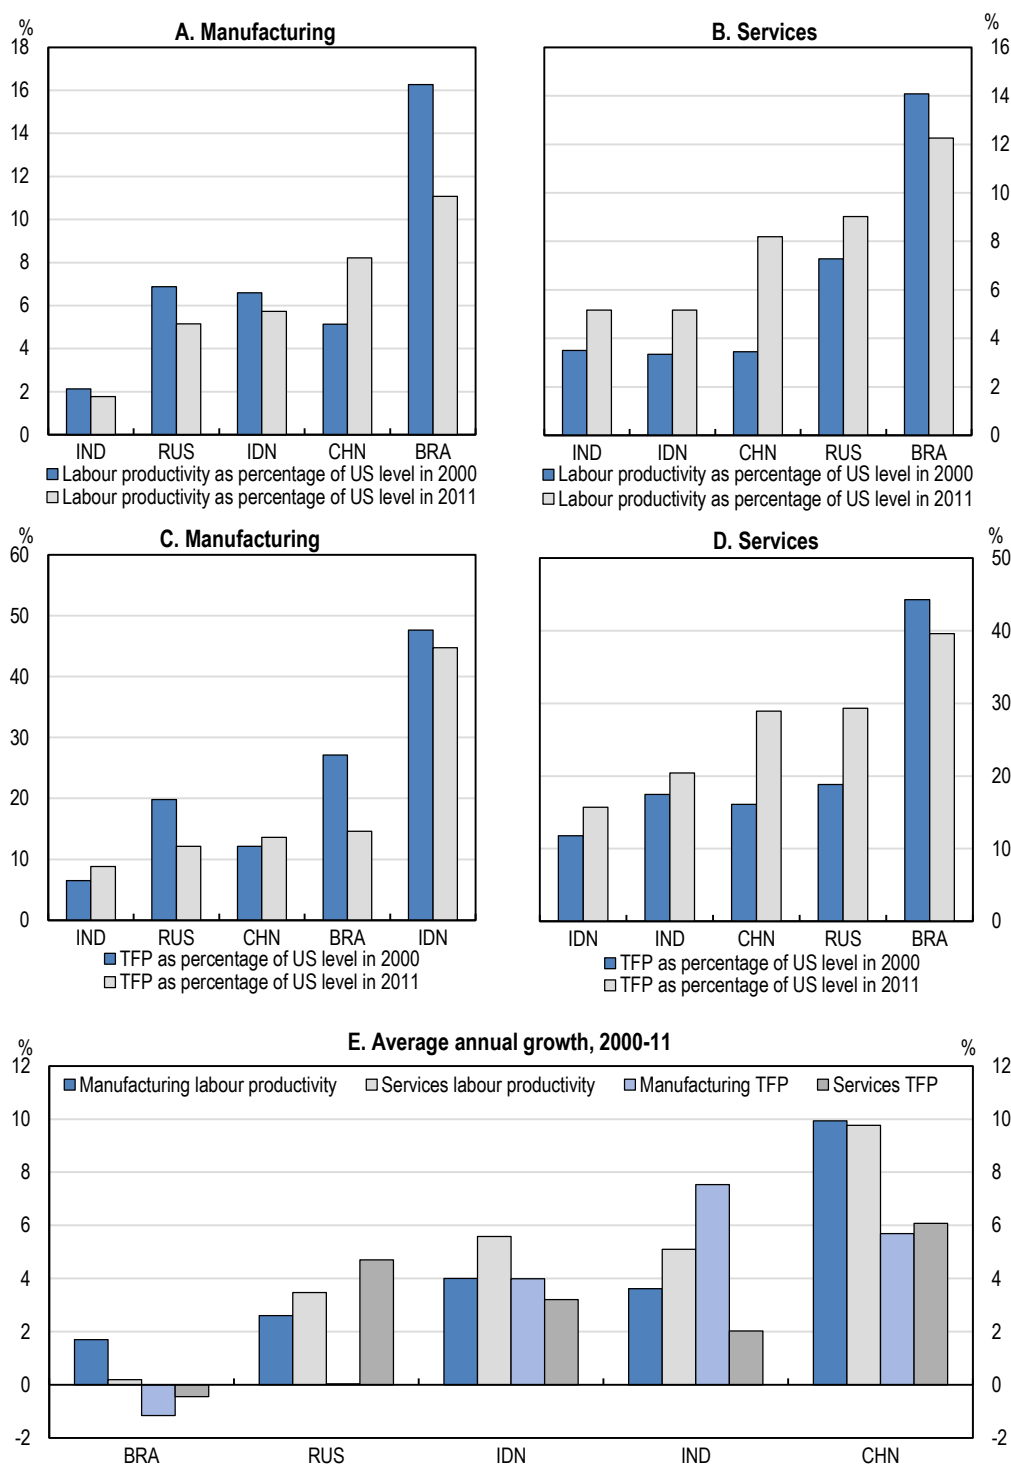 A. Manufacturing
%
18
16
14
12
10
8
6
4
2
0
IND RUS IDN CHN BRA
Labour productivity as percentage of US level in 2000
Labour productivity as percentage of US level in 2011
B. Services
%
16
14
12
10
8
6
4
2
0
IND IDN CHN RUS BRA
Labour productivity as percentage of US level in 2000
Labour productivity as percentage of US level in 2011
C. Manufacturing
%
60
50
40
30
20
10
0
IND RUS CHN BRA IDN
TFP as percentage of US level in 2000
TFP as percentage of US level in 2011
D. Services
%
50
40
30
20
10
0
IDN IND CHN RUS BRA
TFP as percentage of US level in 2000
TFP as percentage of US level in 2011
E. Average annual growth, 2000-11
% %
12 12
Manufacturing labour productivity Services labour productivity Manufacturing TFP Services TFP
10 10
8 8
6 6
4 4
2 2
0 0
-2 -2
BRA RUS IDN IND CHN